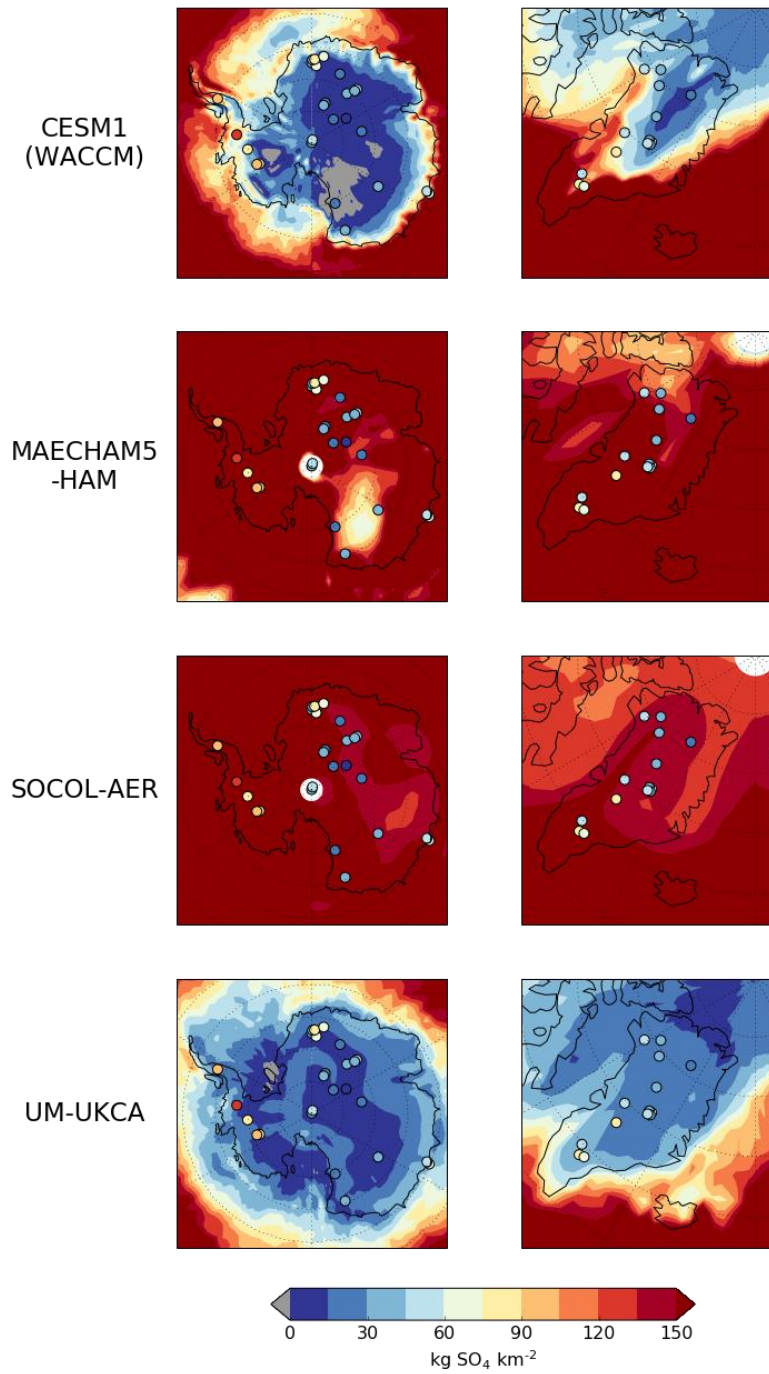 CESM1
(WACCM)
MAECHAM5
-HAM
SOCOL-AER
UM-UKCA
0 30 60 90 120 150
kg SO₄ km⁻²